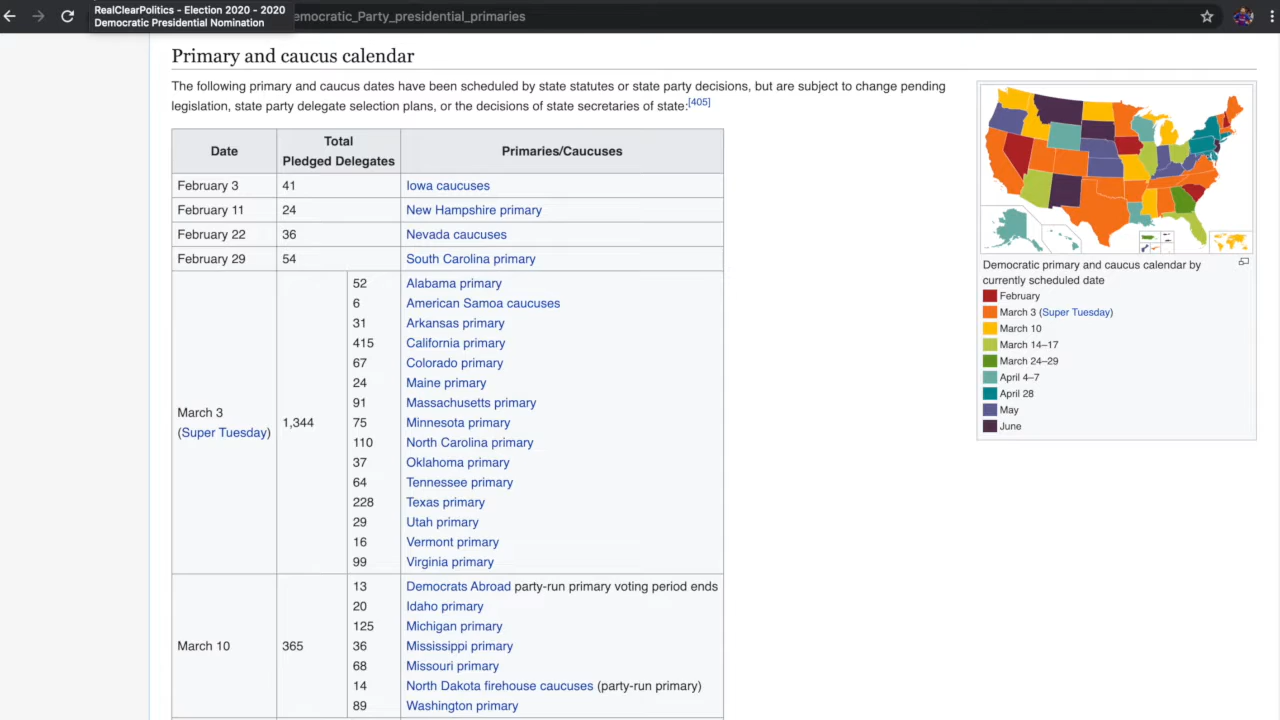 RealClearPolitics - Election 2020 - 2020
Democratic Presidential Nomination
emocratic_Party_presidential_primaries
Primary and caucus calendar
The following primary and caucus dates have been scheduled by state statutes or state party decisions, but are subject to change pending
legislation, state party delegate selection plans, or the decisions of state secretaries of state:[405]
Date Total Pledged Delegates Primaries/Caucuses
February 3 41 Iowa caucuses
February 11 24 New Hampshire primary
February 22 36 Nevada caucuses
February 29 54 South Carolina primary
March 3 (Super Tuesday) 1,344
52 Alabama primary
6 American Samoa caucuses
31 Arkansas primary
415 California primary
67 Colorado primary
24 Maine primary
91 Massachusetts primary
75 Minnesota primary
110 North Carolina primary
37 Oklahoma primary
64 Tennessee primary
228 Texas primary
29 Utah primary
16 Vermont primary
99 Virginia primary
March 10 365
13 Democrats Abroad party-run primary voting period ends
20 Idaho primary
125 Michigan primary
36 Mississippi primary
68 Missouri primary
14 North Dakota firehouse caucuses (party-run primary)
89 Washington primary
Democratic primary and caucus calendar by
currently scheduled date
February
March 3 (Super Tuesday)
March 10
March 14–17
March 24–29
April 4–7
April 28
May
June